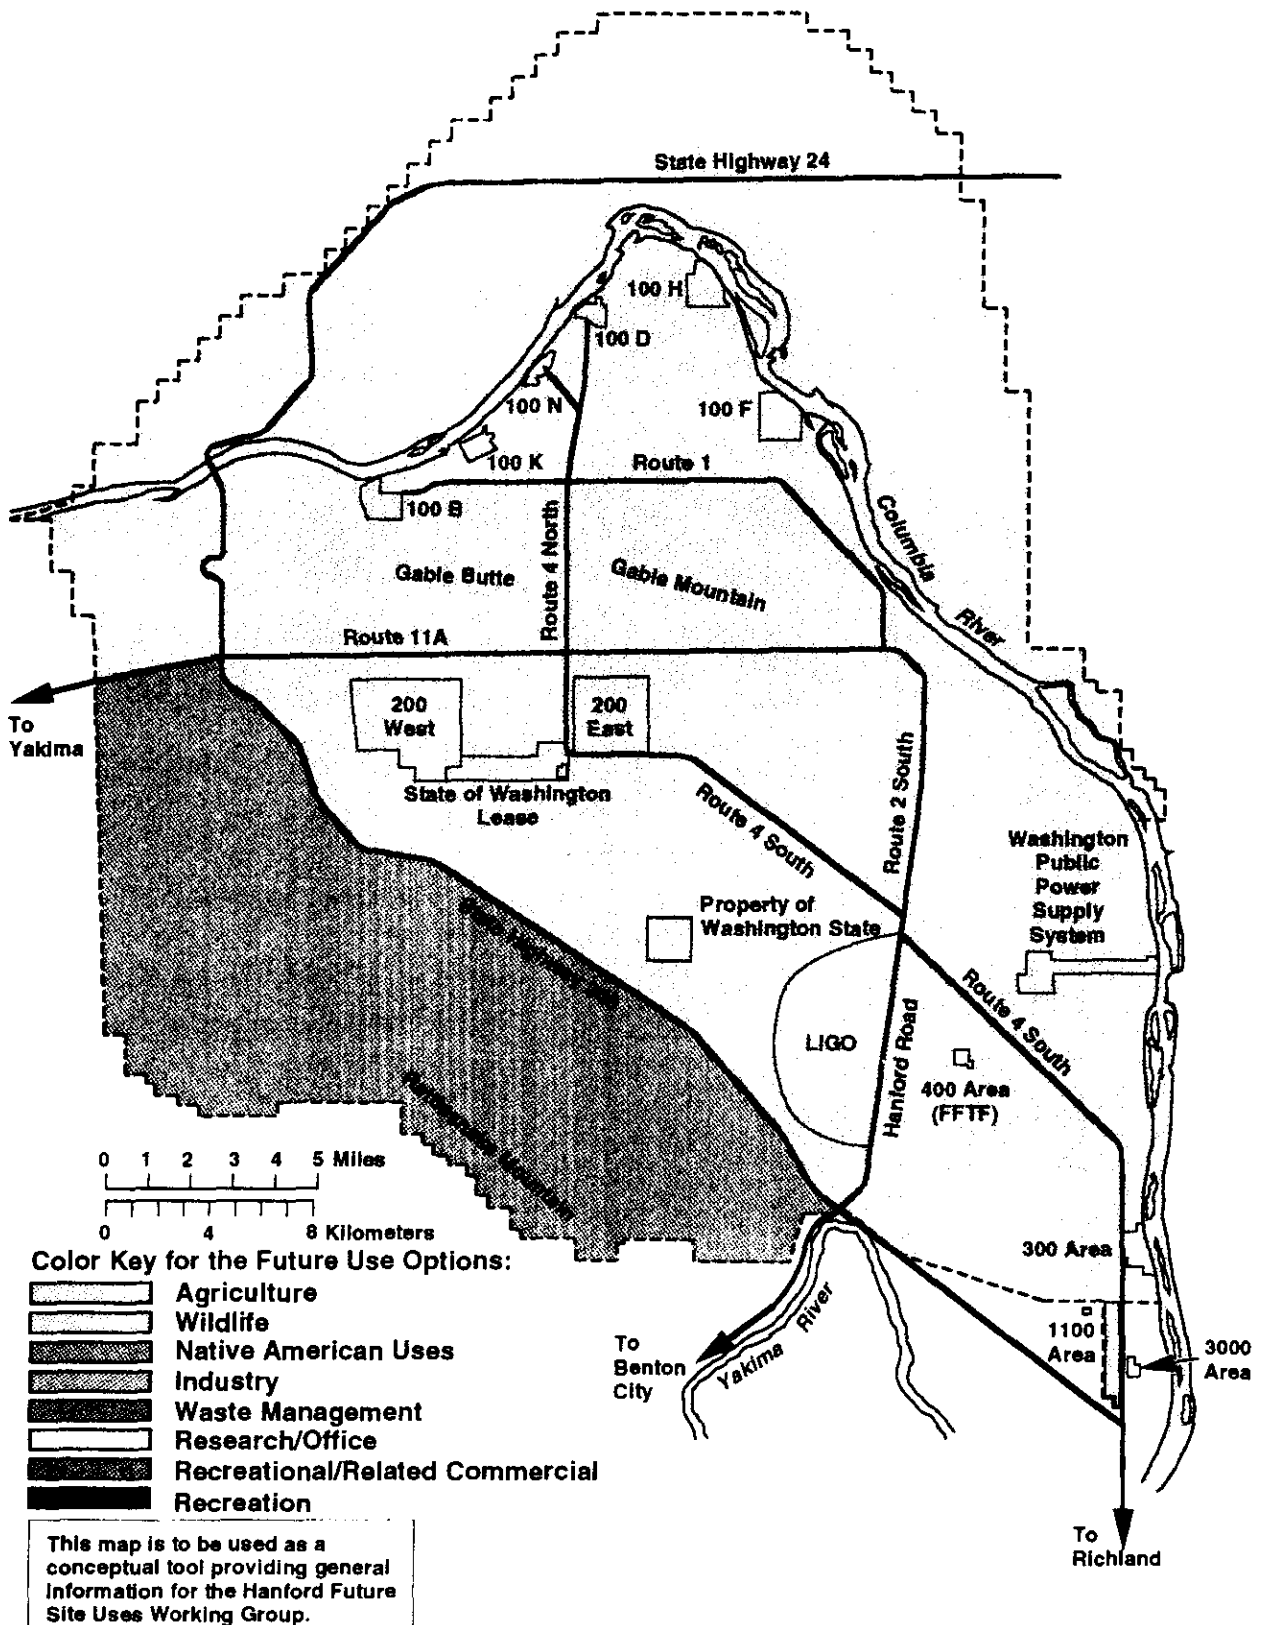 State Highway 24
100 H
100 D
100 N
100 F
100 K
Route 1
100 B
Columbia
River
Route 4 North
Gable Butte
Gable Mountain
Route 11A
To
Yakima
200
West
200
East
State of Washington
Lease
Route 4 South
Route 2 South
Washington
Public
Power
Supply
System
Property of
Washington State
Highway
Route 4 South
LIGO
Hanford Road
400 Area
(FFTF)
Mountain
0 1 2 3 4 5 Miles
0 4 8 Kilometers
300 Area
1100
Area
3000
Area
To
Benton
City
Yakima
River
To
Richland
Color Key for the Future Use Options:
Agriculture
Wildlife
Native American Uses
Industry
Waste Management
Research/Office
Recreational/Related Commercial
Recreation
This map is to be used as a
conceptual tool providing general
information for the Hanford Future
Site Uses Working Group.